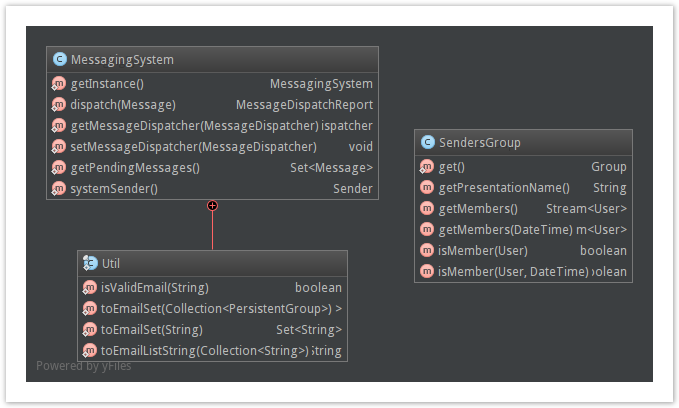 C MessagingSystem
m getInstance() MessagingSystem
m dispatch(Message) MessageDispatchReport
m getMessageDispatcher(MessageDispatcher) ispatcher
m setMessageDispatcher(MessageDispatcher) void
m getPendingMessages() Set<Message>
m systemSender() Sender
C Util
m isValidEmail(String) boolean
m toEmailSet(Collection<PersistentGroup>) >
m toEmailSet(String) Set<String>
m toEmailListString(Collection<String>) String
C SendersGroup
m get() Group
m getPresentationName() String
m getMembers() Stream<User>
m getMembers(DateTime) m<User>
m isMember(User) boolean
m isMember(User, DateTime) olean
Powered by yFiles